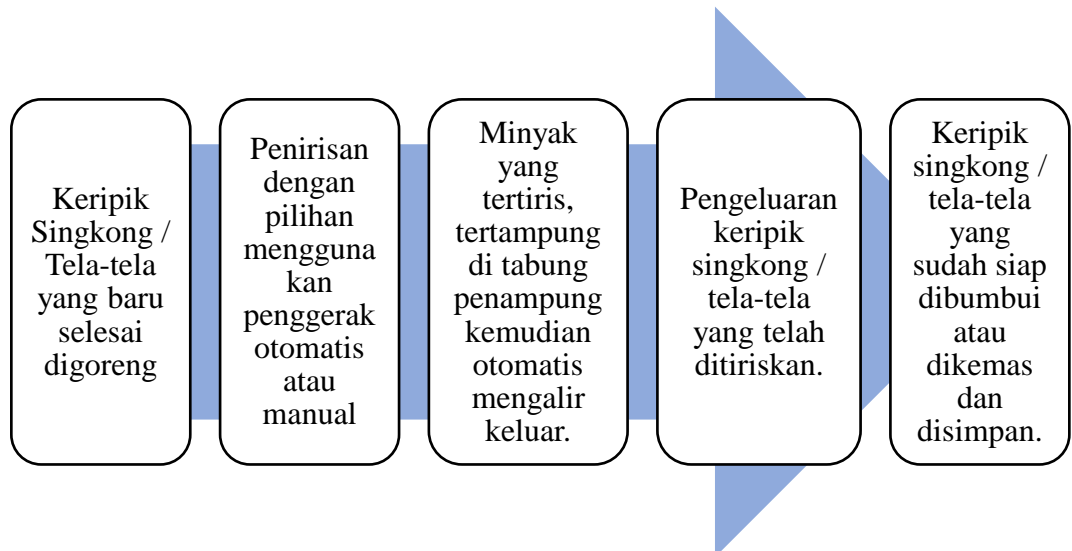 Keripik
Singkong /
Tela-tela
yang baru
selesai
digoreng
Penirisan
dengan
pilihan
mengguna
kan
penggerak
otomatis
atau
manual
Minyak
yang
tertiris,
tertampung
di tabung
penampung
kemudian
otomatis
mengalir
keluar.
Pengeluaran
keripik
singkong /
tela-tela
yang telah
ditiriskan.
Keripik
singkong /
tela-tela
yang
sudah siap
dibumbui
atau
dikemas
dan
disimpan.